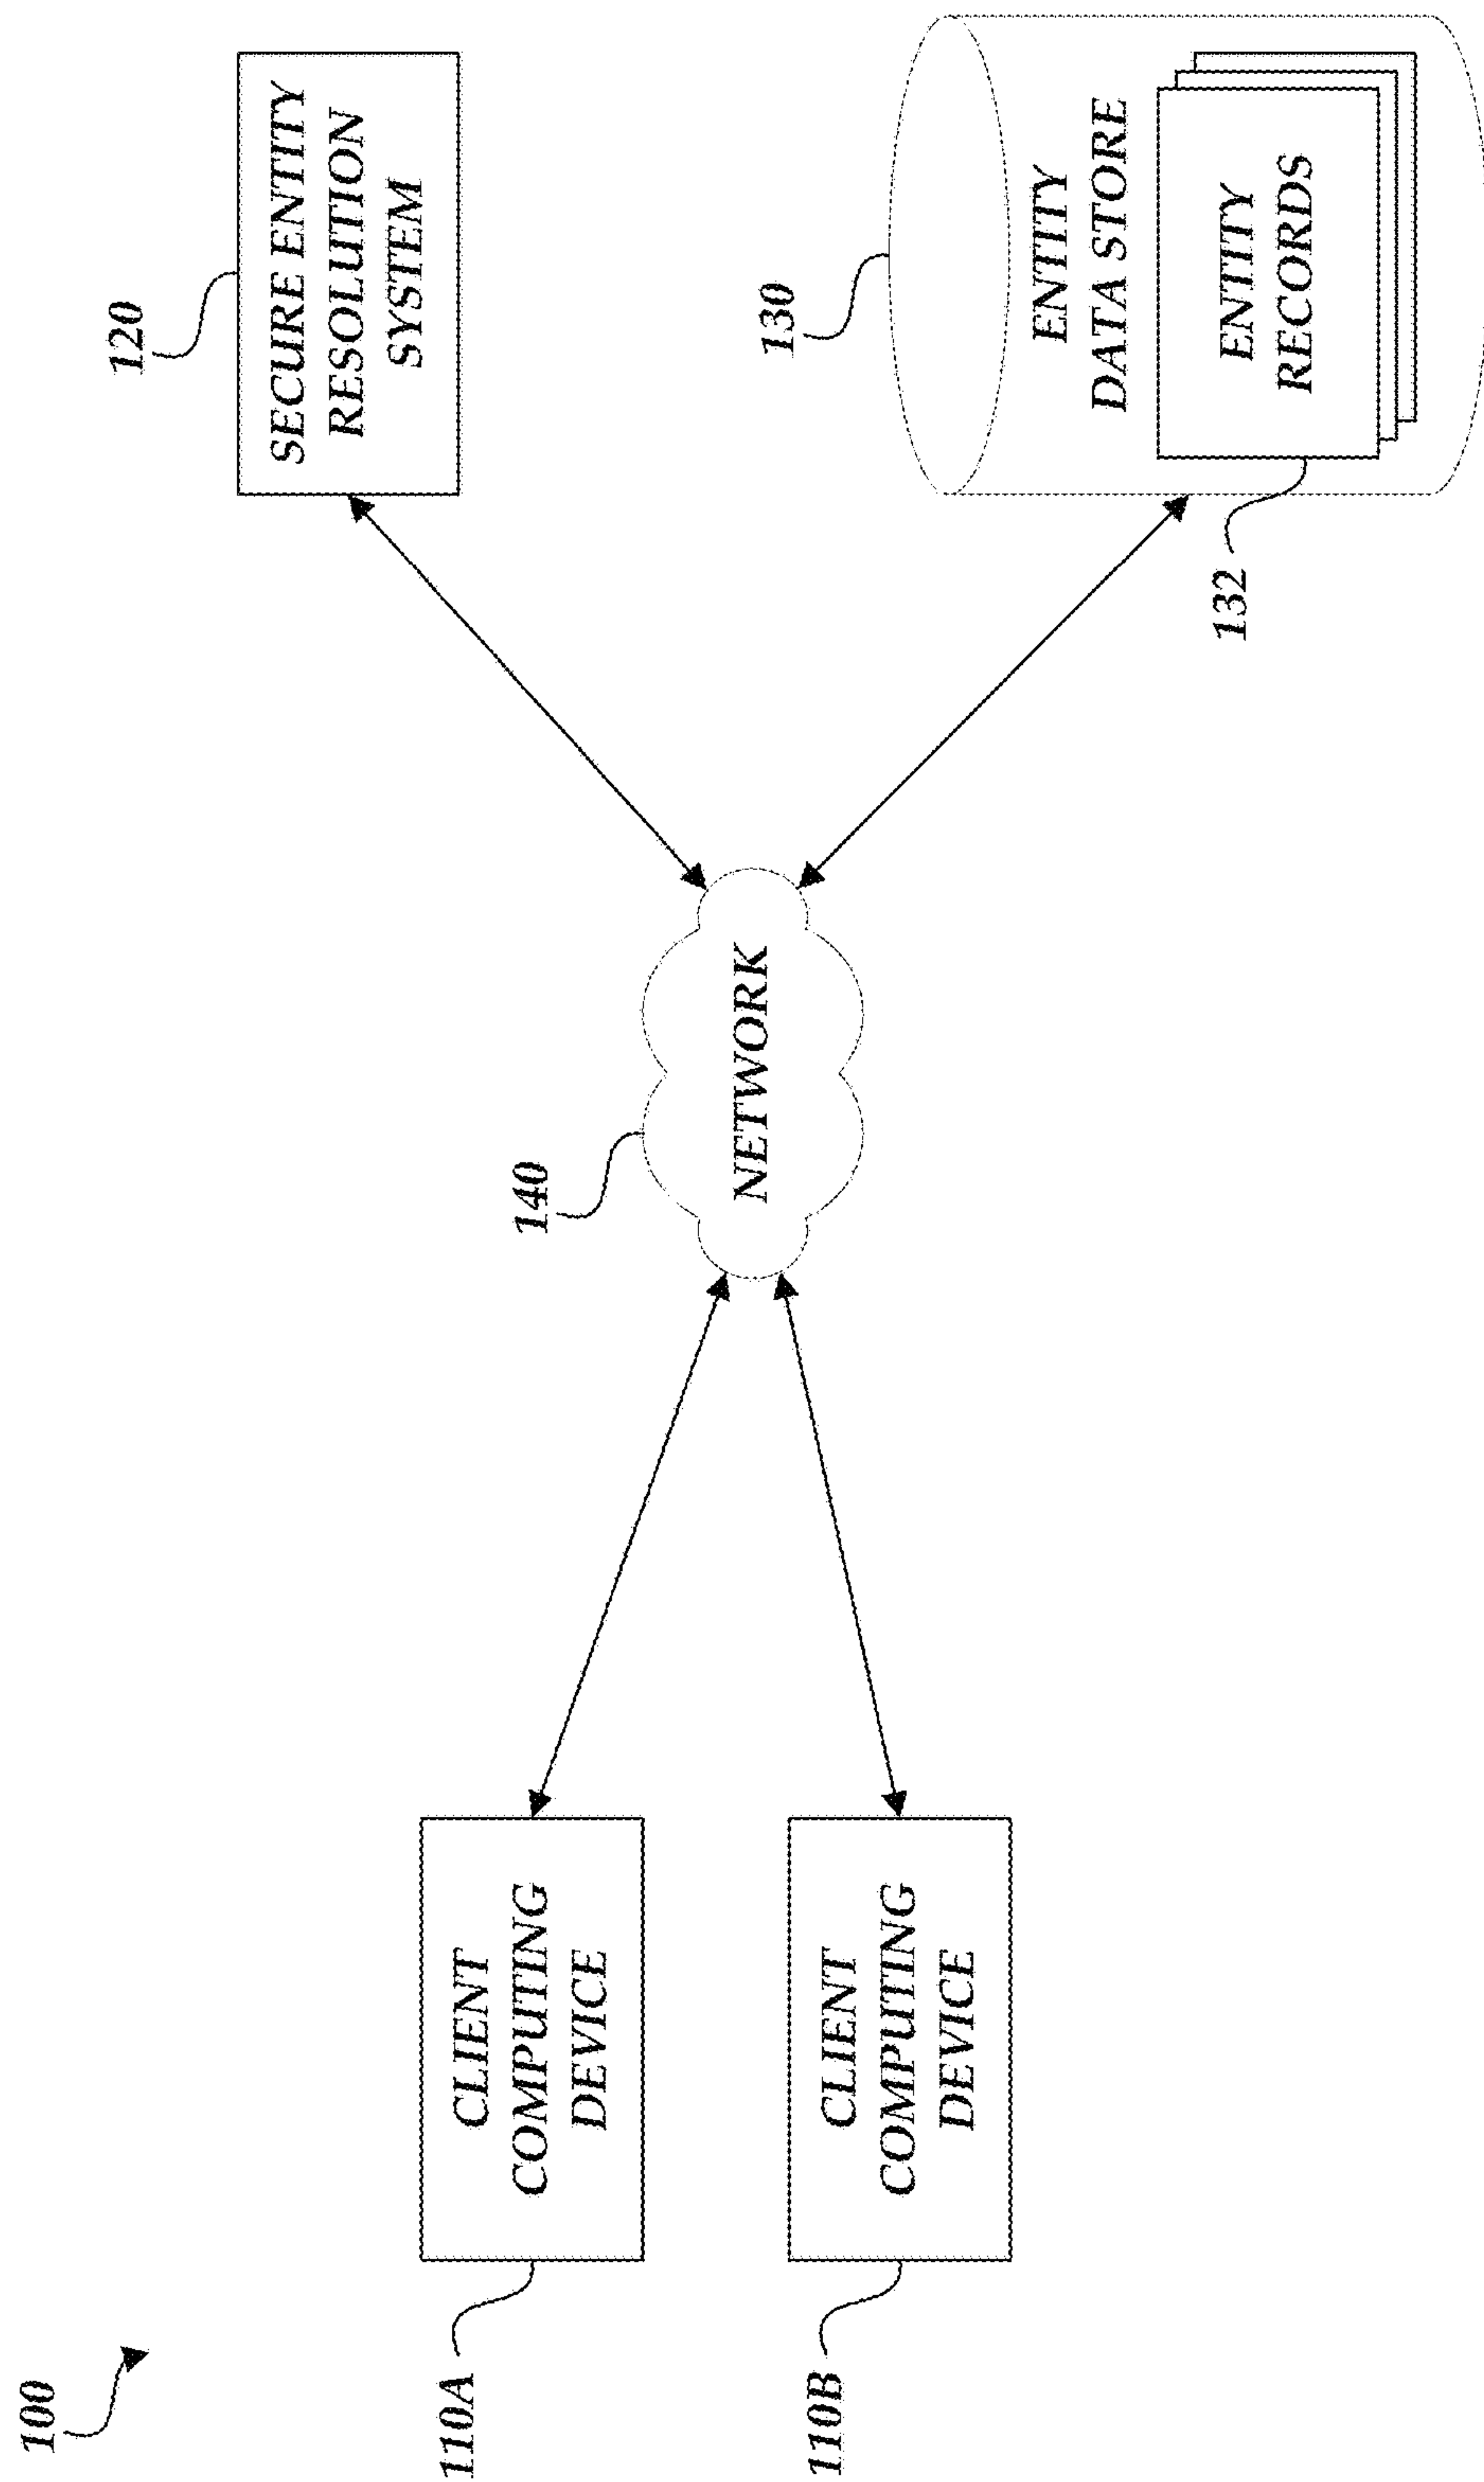 100
110A
CLIENT
COMPUTING
DEVICE
110B
CLIENT
COMPUTING
DEVICE
140
NETWORK
120
SECURE ENTITY
RESOLUTION
SYSTEM
130
ENTITY
DATA STORE
ENTITY
RECORDS
132